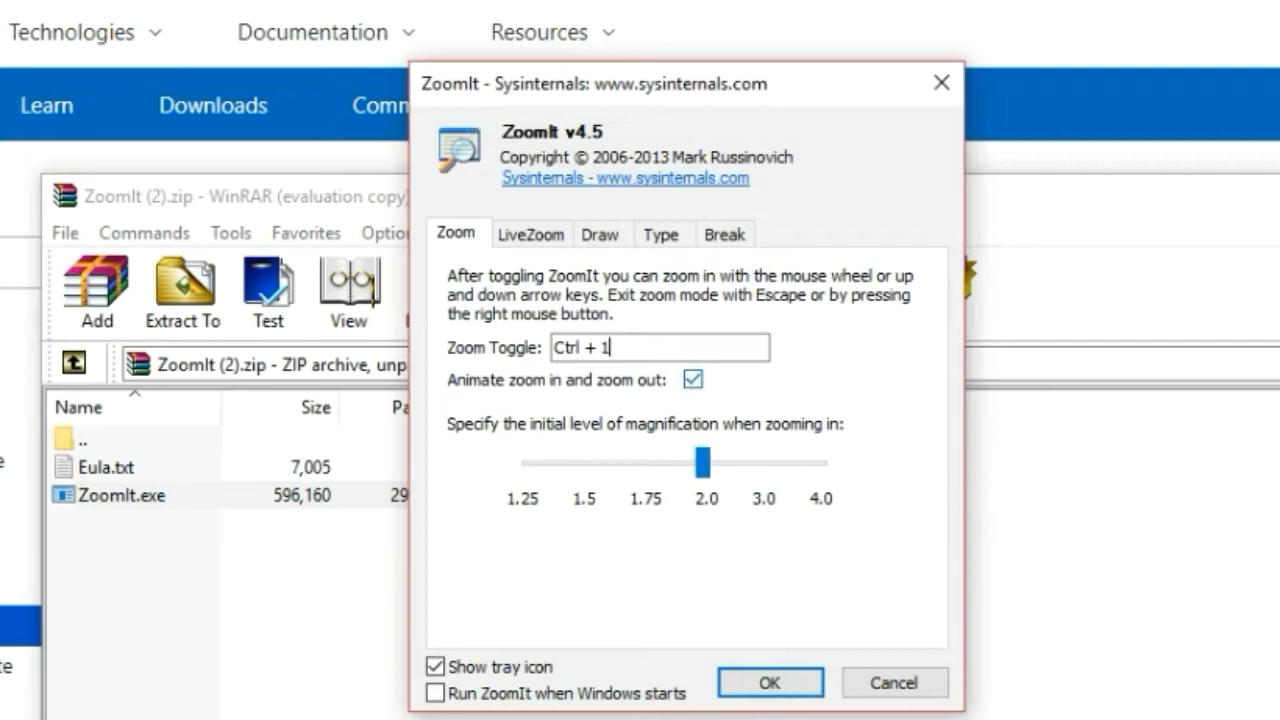 Technologies
Documentation
Resources
Learn
Downloads
ZoomIt (2).zip - WinRAR (evaluation copy)
File Commands Tools Favorites
Add
Extract To
Test
View
ZoomIt (2).zip - ZIP archive,
Name
Size
..
Eula.txt 7,005
ZoomIt.exe 596,160
ZoomIt - Sysinternals: www.sysinternals.com
ZoomIt v4.5
Copyright © 2006-2013 Mark Russinovich
Sysinternals - www.sysinternals.com
Zoom LiveZoom Draw Type Break
After toggling ZoomIt you can zoom in with the mouse wheel or up
and down arrow keys. Exit zoom mode with Escape or by pressing
the right mouse button.
Zoom Toggle: Ctrl + 1
Animate zoom in and zoom out:
Specify the initial level of magnification when zooming in:
1.25 1.5 1.75 2.0 3.0 4.0
Show tray icon
Run ZoomIt when Windows starts
OK
Cancel